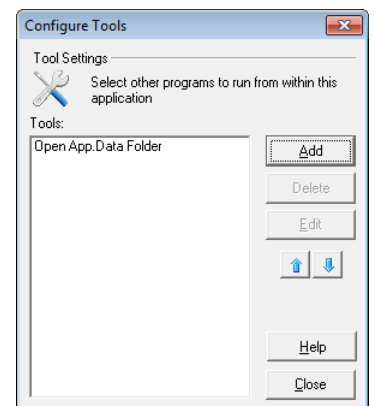 Configure Tools
Tool Settings
Select other programs to run from within this
application
Tools:
Open App.Data Folder
Add
Delete
Edit
Help
Close